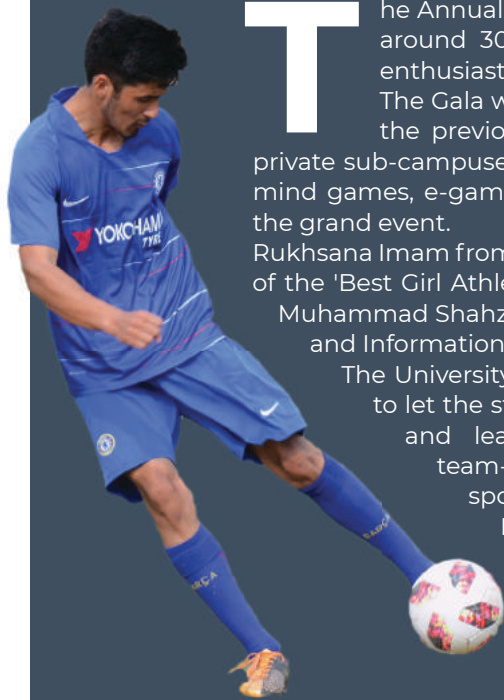 The Annual
around 30
enthusiast
The Gala w
the previo
private sub-campuse
mind games, e-gam
the grand event.
Rukhsana Imam from
of the 'Best Girl Athle
Muhammad Shahz
and Information
The University
to let the st
and lea
team-
spo
YOKOHAMA
TYRES
BARÇA